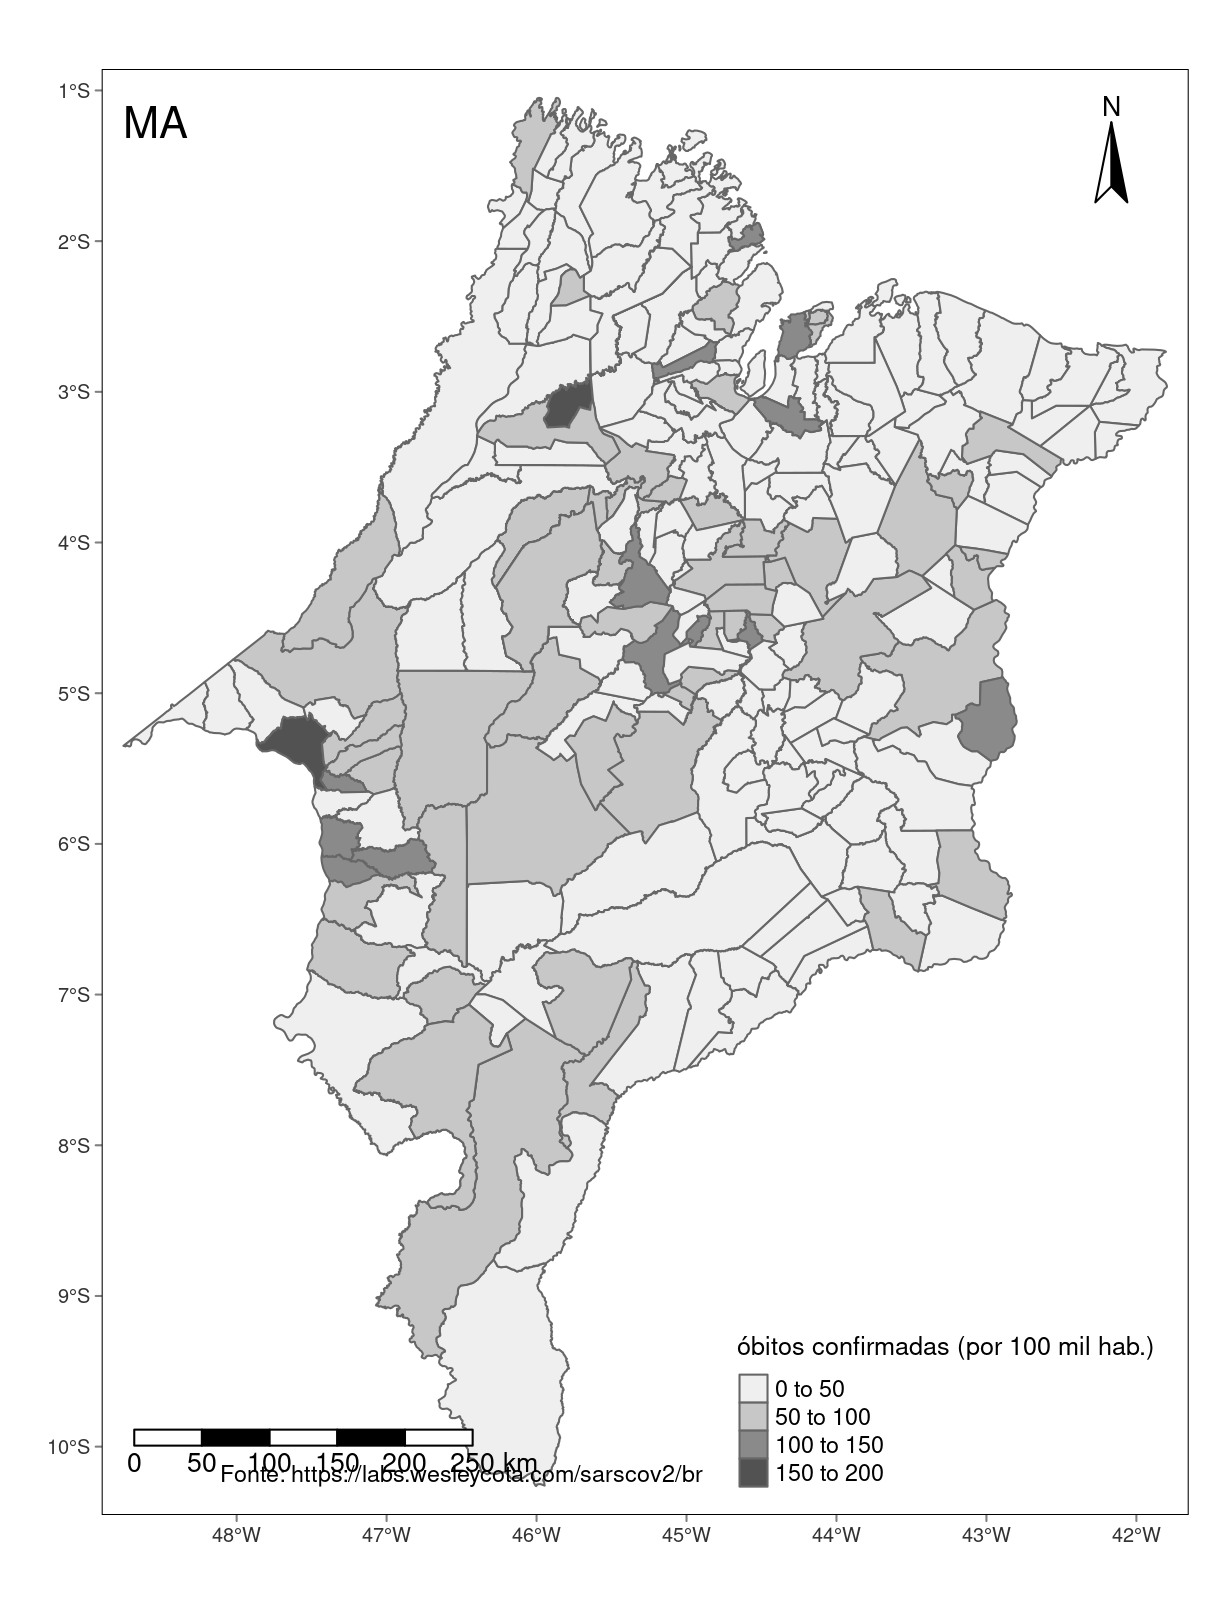 MA
N
1°S
2°S
3°S
4°S
5°S
6°S
7°S
8°S
9°S
10°S
óbitos confirmadas (por 100 mil hab.)
0 to 50
50 to 100
100 to 150
150 to 200
0 50 100 150 200 250 km
Fonte: https://labs.wesleycota.com/sarscov2/br
48°W 47°W 46°W 45°W 44°W 43°W 42°W